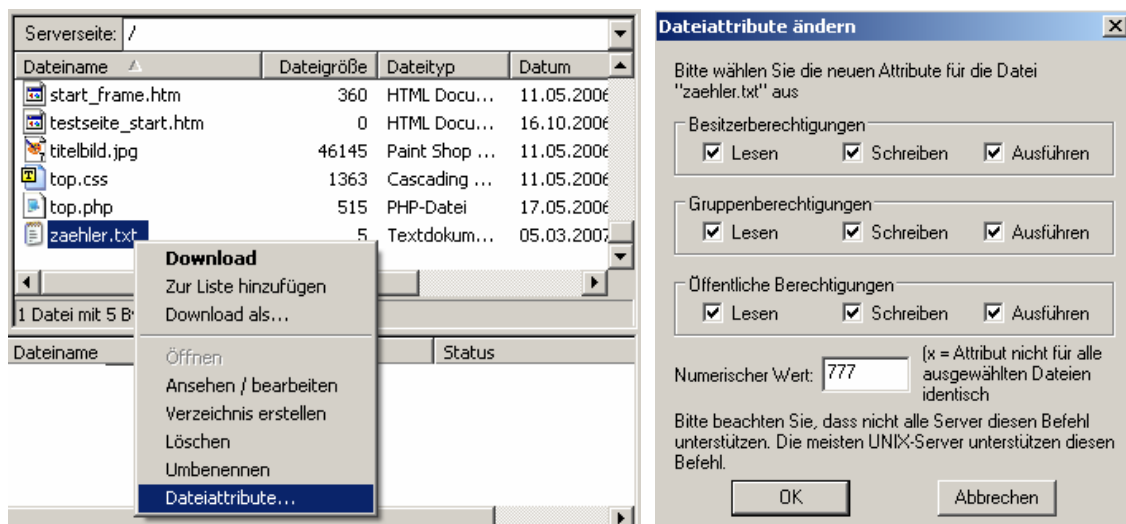 Serverseite: /
Dateiname Dateigröße Dateityp Datum
start_frame.htm 360 HTML Docu... 11.05.2006
testseite_start.htm 0 HTML Docu... 16.10.2006
titelbild.jpg 46145 Paint Shop ... 11.05.2006
top.css 1363 Cascading ... 11.05.2006
top.php 515 PHP-Datei 17.05.2006
zaehler.txt 5 Textdokum... 05.03.2007
1 Datei mit 5 B
Dateiname Status
Download
Zur Liste hinzufügen
Download als...
Öffnen
Ansehen / bearbeiten
Verzeichnis erstellen
Löschen
Umbenennen
Dateiattribute...
Dateiattribute ändern
Bitte wählen Sie die neuen Attribute für die Datei
"zaehler.txt" aus
Besitzerberechtigungen
Lesen Schreiben Ausführen
Gruppenberechtigungen
Lesen Schreiben Ausführen
Öffentliche Berechtigungen
Lesen Schreiben Ausführen
Numerischer Wert: 777
(x = Attribut nicht für alle
ausgewählten Dateien
identisch
Bitte beachten Sie, dass nicht alle Server diesen Befehl
unterstützen. Die meisten UNIX-Server unterstützen diesen
Befehl.
OK Abbrechen